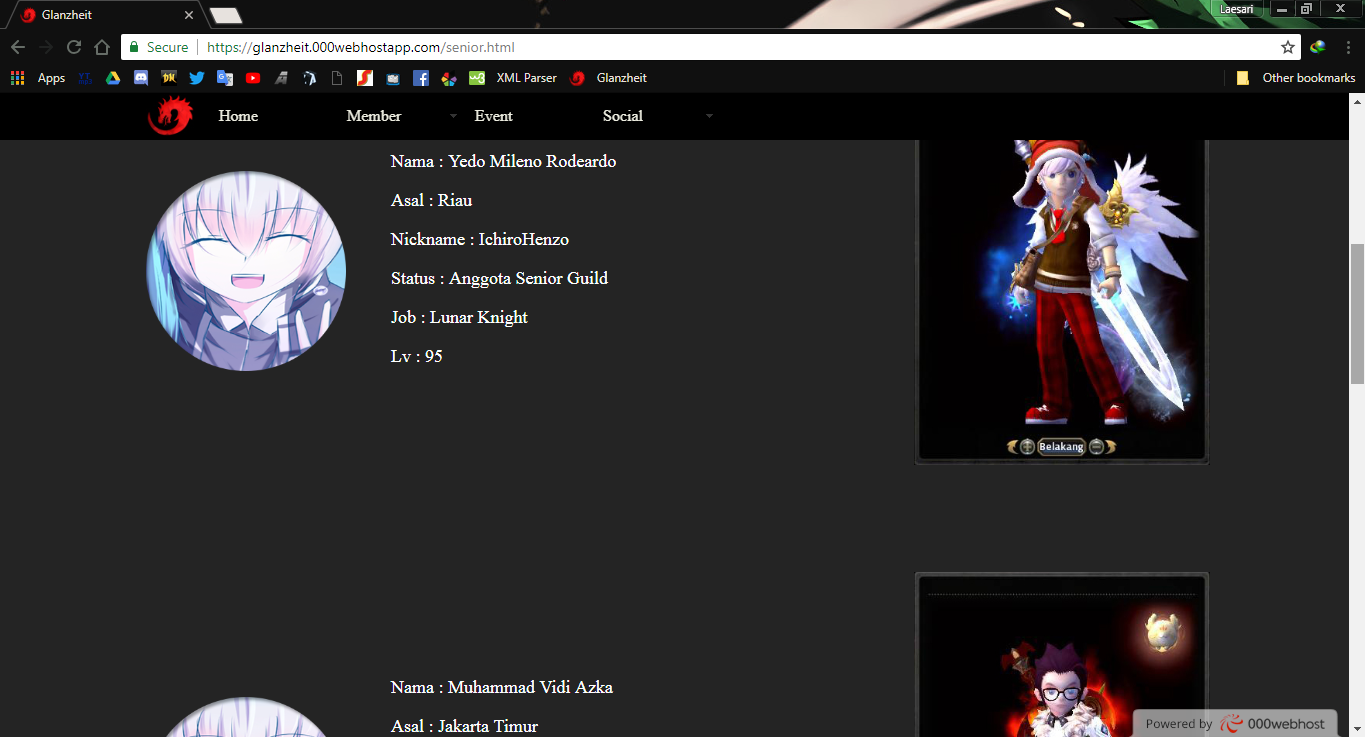 Glanzheit
Laesari
Secure https://glanzheit.000webhostapp.com/senior.html
Apps
XML Parser
Glanzheit
Other bookmarks
Home Member Event Social
Nama : Yedo Mileno Rodeardo
Asal : Riau
Nickname : IchiroHenzo
Status : Anggota Senior Guild
Job : Lunar Knight
Lv : 95
Belakang
Nama : Muhammad Vidi Azka
Asal : Jakarta Timur
Powered by 000webhost